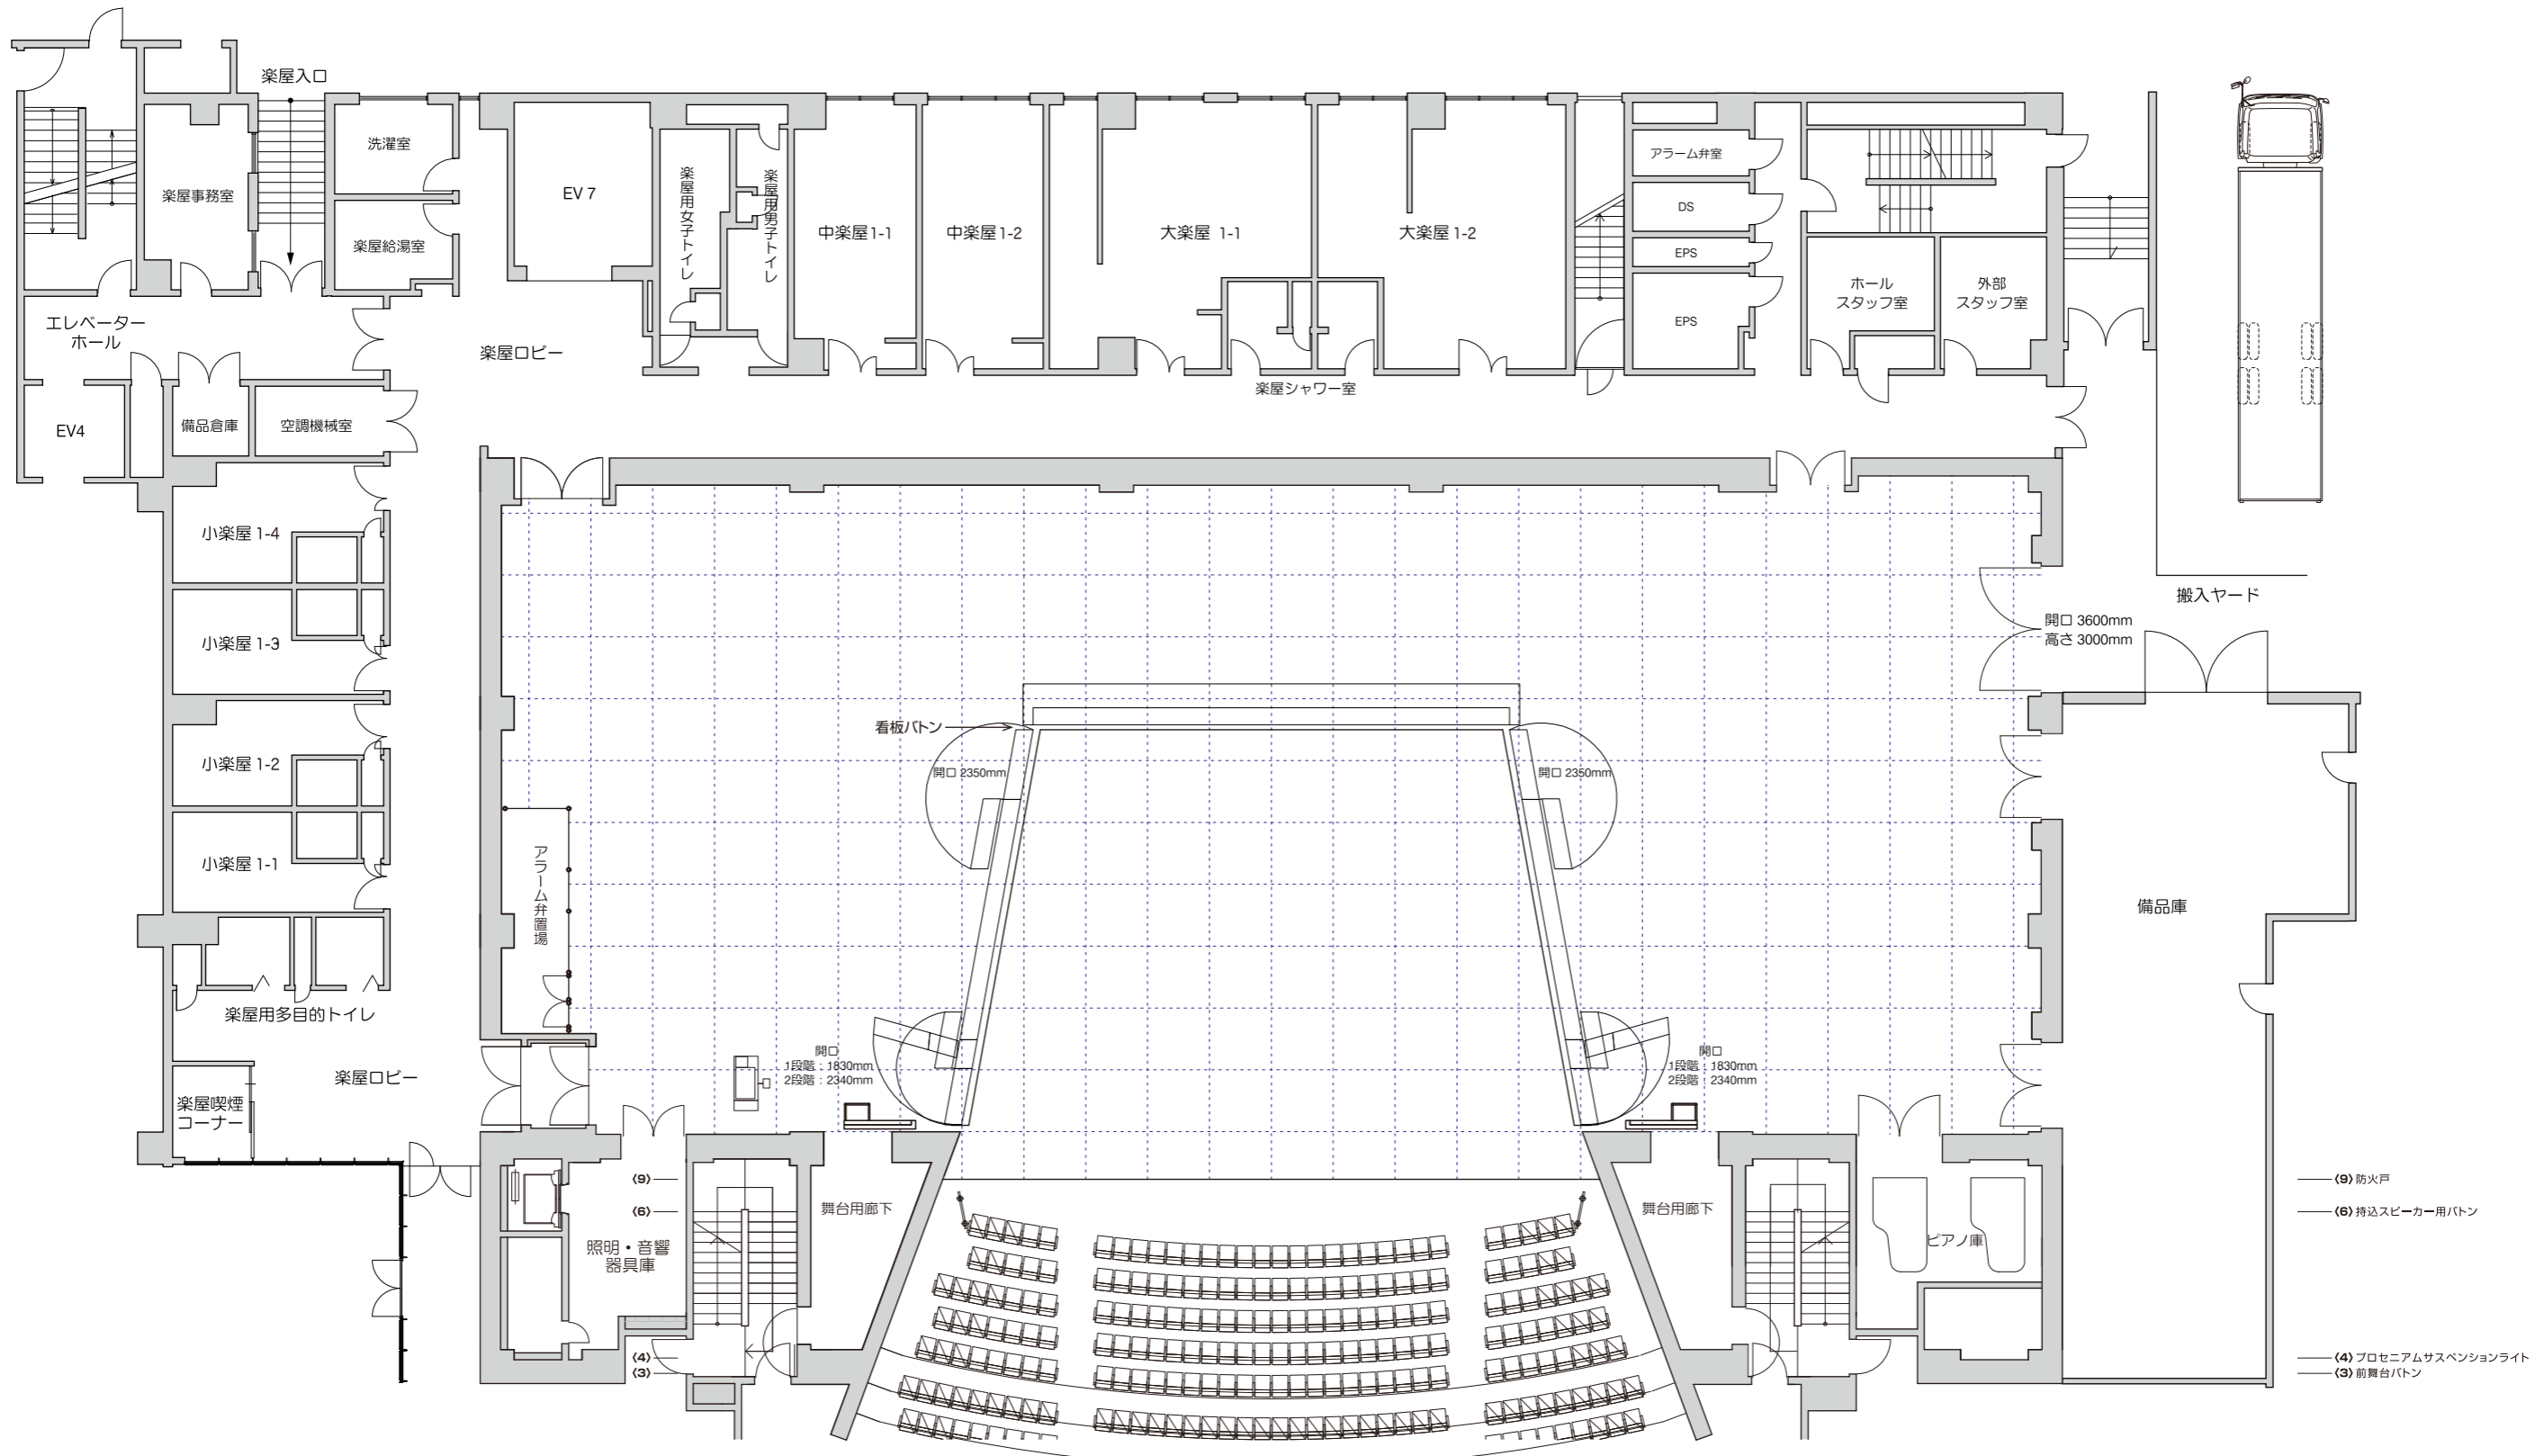 楽屋入口
洗濯室
楽屋事務室
楽屋給湯室
EV 7
楽屋用女子トイレ
楽屋用男子トイレ
中楽屋1-1
中楽屋1-2
大楽屋 1-1
大楽屋 1-2
アラーム弁室
DS
EPS
EPS
ホール
スタッフ室
外部
スタッフ室
エレベーター
ホール
楽屋ロビー
楽屋シャワー室
EV4
備品倉庫
空調機械室
小楽屋 1-4
小楽屋 1-3
小楽屋 1-2
小楽屋 1-1
搬入ヤード
開口 3600mm
高さ 3000mm
看板バトン
開口 2350mm
開口 2350mm
アラーム弁置場
備品庫
楽屋用多目的トイレ
楽屋ロビー
楽屋喫煙
コーナー
開口
1段階：1830mm
2段階：2340mm
開口
1段階：1830mm
2段階：2340mm
⟨9⟩
⟨6⟩
照明・音響
器具庫
⟨4⟩
⟨3⟩
舞台用廊下
舞台用廊下
ピアノ庫
⟨9⟩ 防火戸
⟨6⟩ 持込スピーカー用バトン
⟨4⟩ プロセニアムサスペンションライト
⟨3⟩ 前舞台バトン